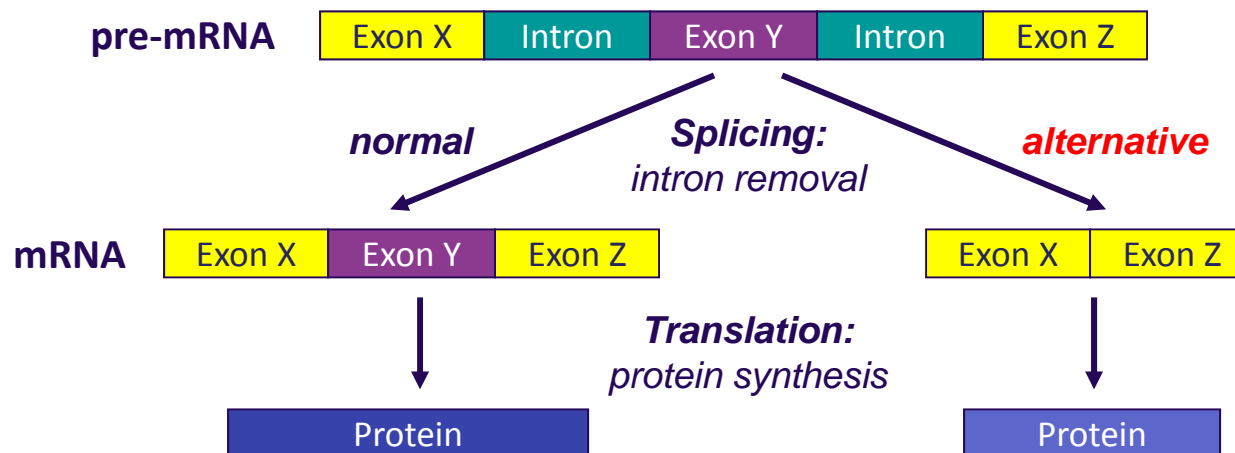 pre-mRNA Exon X Intron Exon Y Intron Exon Z
normal Splicing: alternative
intron removal
mRNA Exon X Exon Y Exon Z Exon X Exon Z
Translation:
protein synthesis
Protein Protein